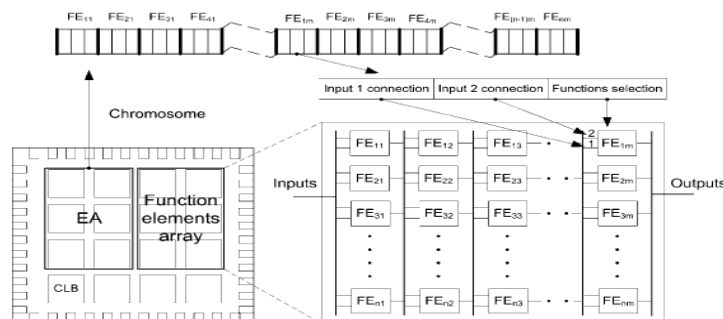 FE11 FE21 FE31 FE41 FE1m FE2m FE3m FE4m FE(n-1)m FEnm
Input 1 connection Input 2 connection Functions selection
Chromosome
2
1
FE11 FE12 FE13 FE1m
Inputs
FE21 FE22 FE23 FE2m
Outputs
EA
Function
elements
array
FE31 FE32 FE33 FE3m
CLB
FEn1 FEn2 FEn3 FEnm